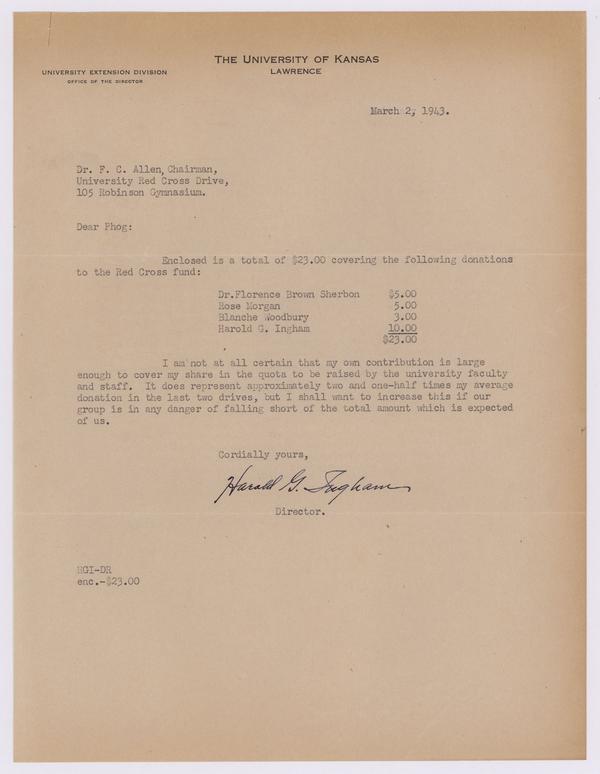 THE UNIVERSITY OF KANSAS
LAWRENCE
UNIVERSITY EXTENSION DIVISION
OFFICE OF THE DIRECTOR
March 2, 1943.
Dr. F. C. Allen, Chairman,
University Red Cross Drive,
105 Robinson Gymnasium.
Dear Phog:
Enclosed is a total of $23.00 covering the following donations
to the Red Cross fund:
Dr.Florence Brown Sherbon $5.00
Rose Morgan 5.00
Blanche Woodbury 3.00
Harold G. Ingham 10.00
$23.00
I am not at all certain that my own contribution is large
enough to cover my share in the quota to be raised by the university faculty
and staff. It does represent approximately two and one-half times my average
donation in the last two drives, but I shall want to increase this if our
group is in any danger of falling short of the total amount which is expected
of us.
Cordially yours,
Harold G. Ingham
Director.
HGI-DR
enc.-$23.00